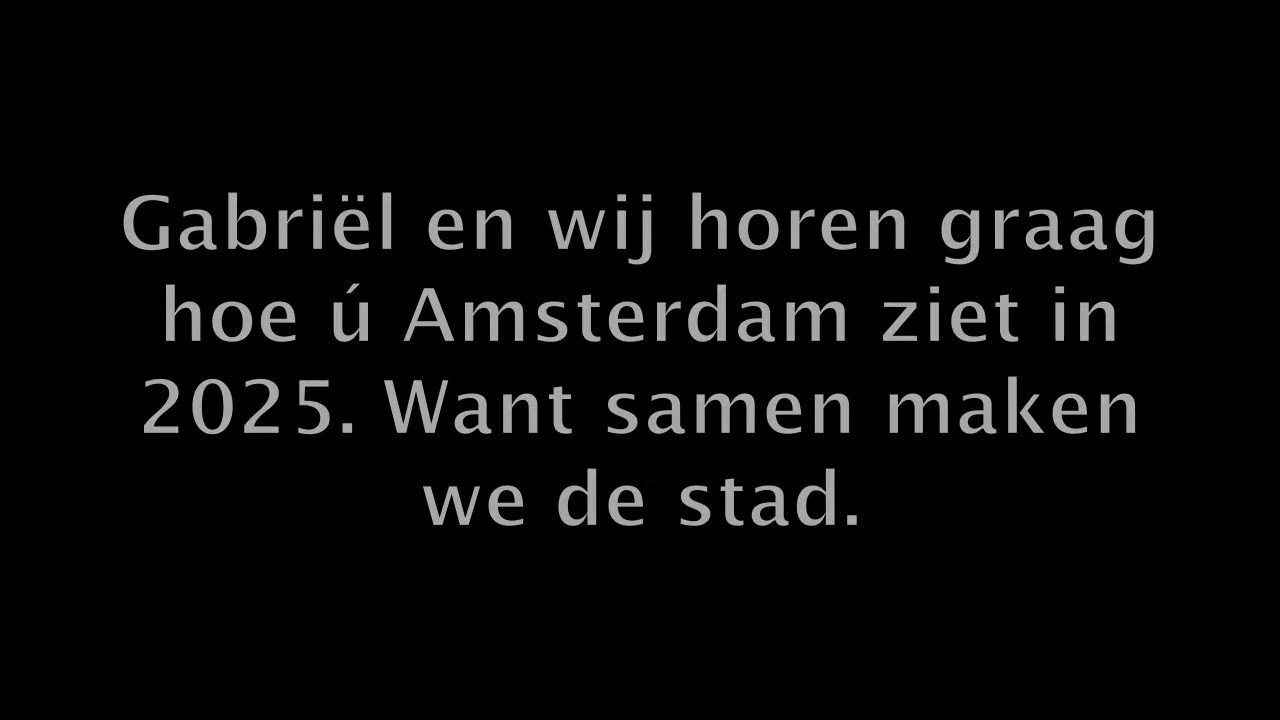 Gabriël en wij horen graag
hoe ú Amsterdam ziet in
2025. Want samen maken
we de stad.